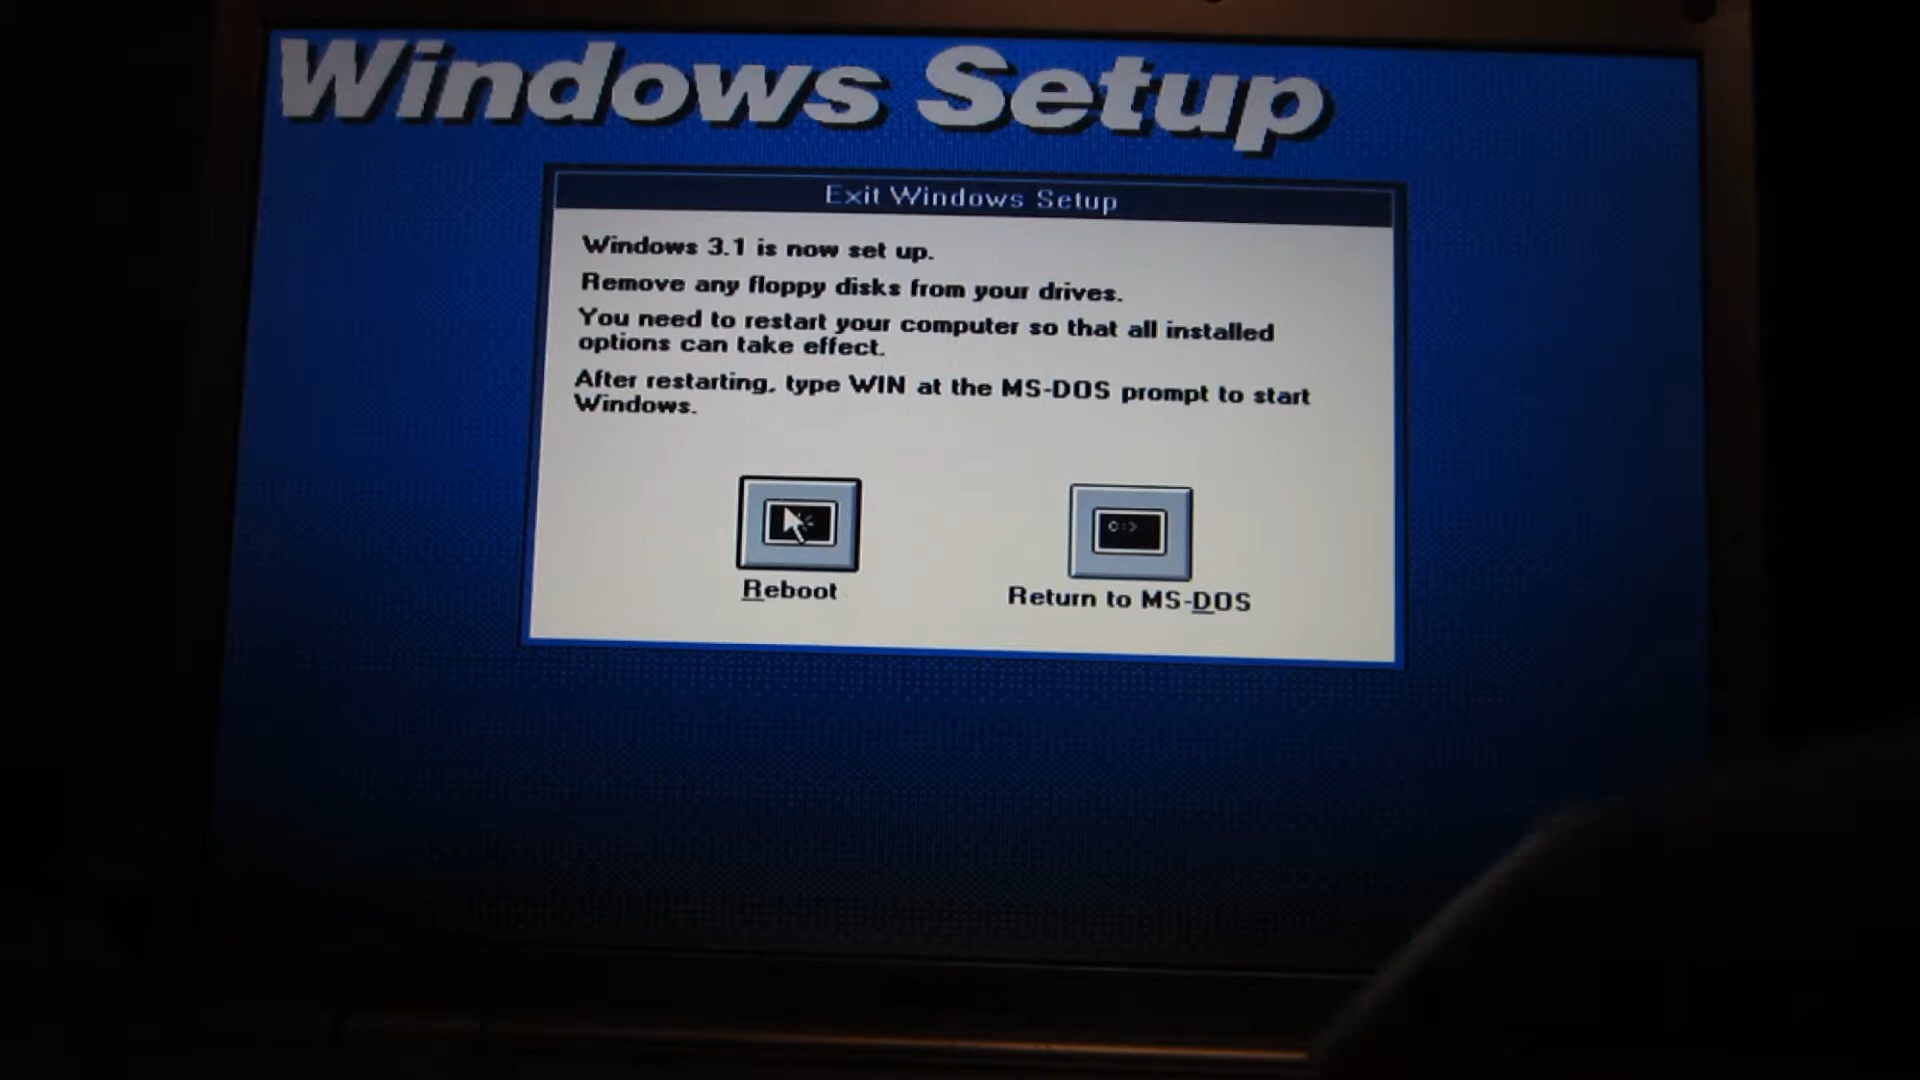 Windows Setup
Exit Windows Setup
Windows 3.1 is now set up.
Remove any floppy disks from your drives.
You need to restart your computer so that all installed
options can take effect.
After restarting, type WIN at the MS-DOS prompt to start
Windows.
C:\>
Reboot
Return to MS-DOS